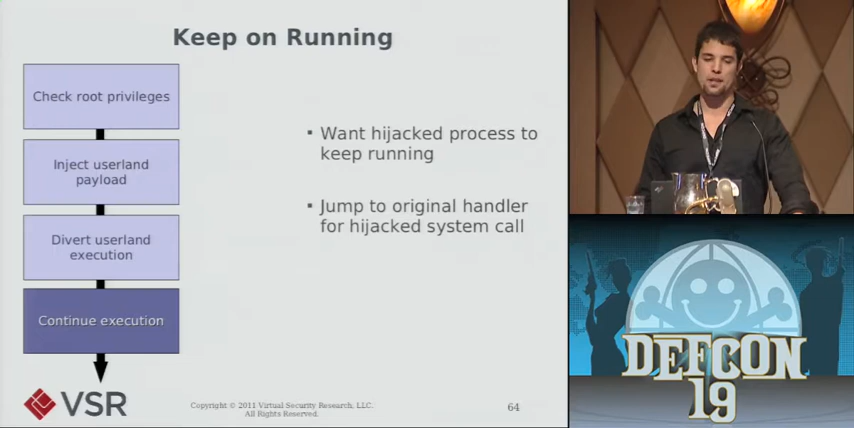 Keep on Running
Check root privileges
Inject userland
payload
Divert userland
execution
Continue execution
▪ Want hijacked process to
keep running
▪ Jump to original handler
for hijacked system call
VSR
Copyright © 2011 Virtual Security Research, LLC.
All Rights Reserved.
64
DEFCON
19